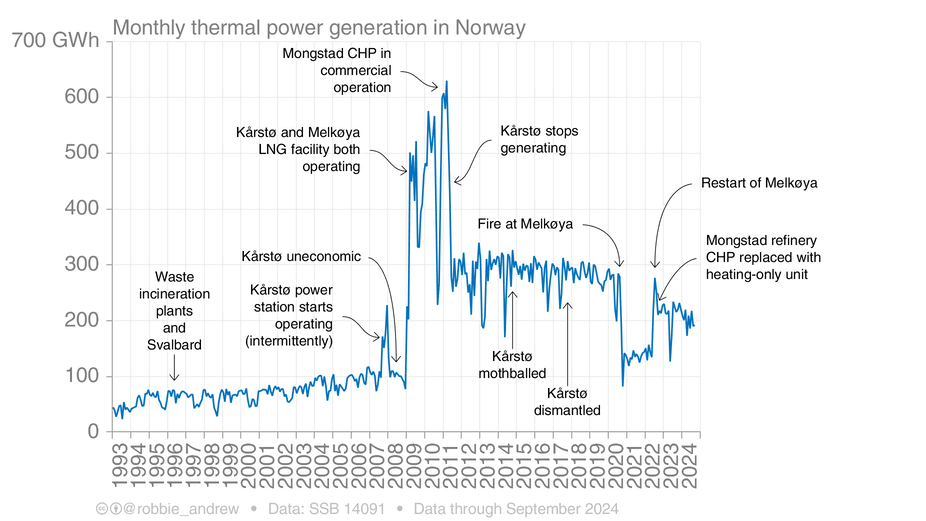 Monthly thermal power generation in Norway
700 GWh
600
500
400
300
200
100
0
Mongstad CHP in
commercial
operation
Kårstø and Melkøya
LNG facility both
operating
Kårstø stops
generating
Restart of Melkøya
Fire at Melkøya
Mongstad refinery
CHP replaced with
heating-only unit
Kårstø uneconomic
Waste
incineration
plants
and
Svalbard
Kårstø power
station starts
operating
(intermittently)
Kårstø
mothballed
Kårstø
dismantled
1993
1994
1995
1996
1997
1998
1999
2000
2001
2002
2003
2004
2005
2006
2007
2008
2009
2010
2011
2012
2013
2014
2015
2016
2017
2018
2019
2020
2021
2022
2023
2024
@robbie_andrew • Data: SSB 14091 • Data through September 2024